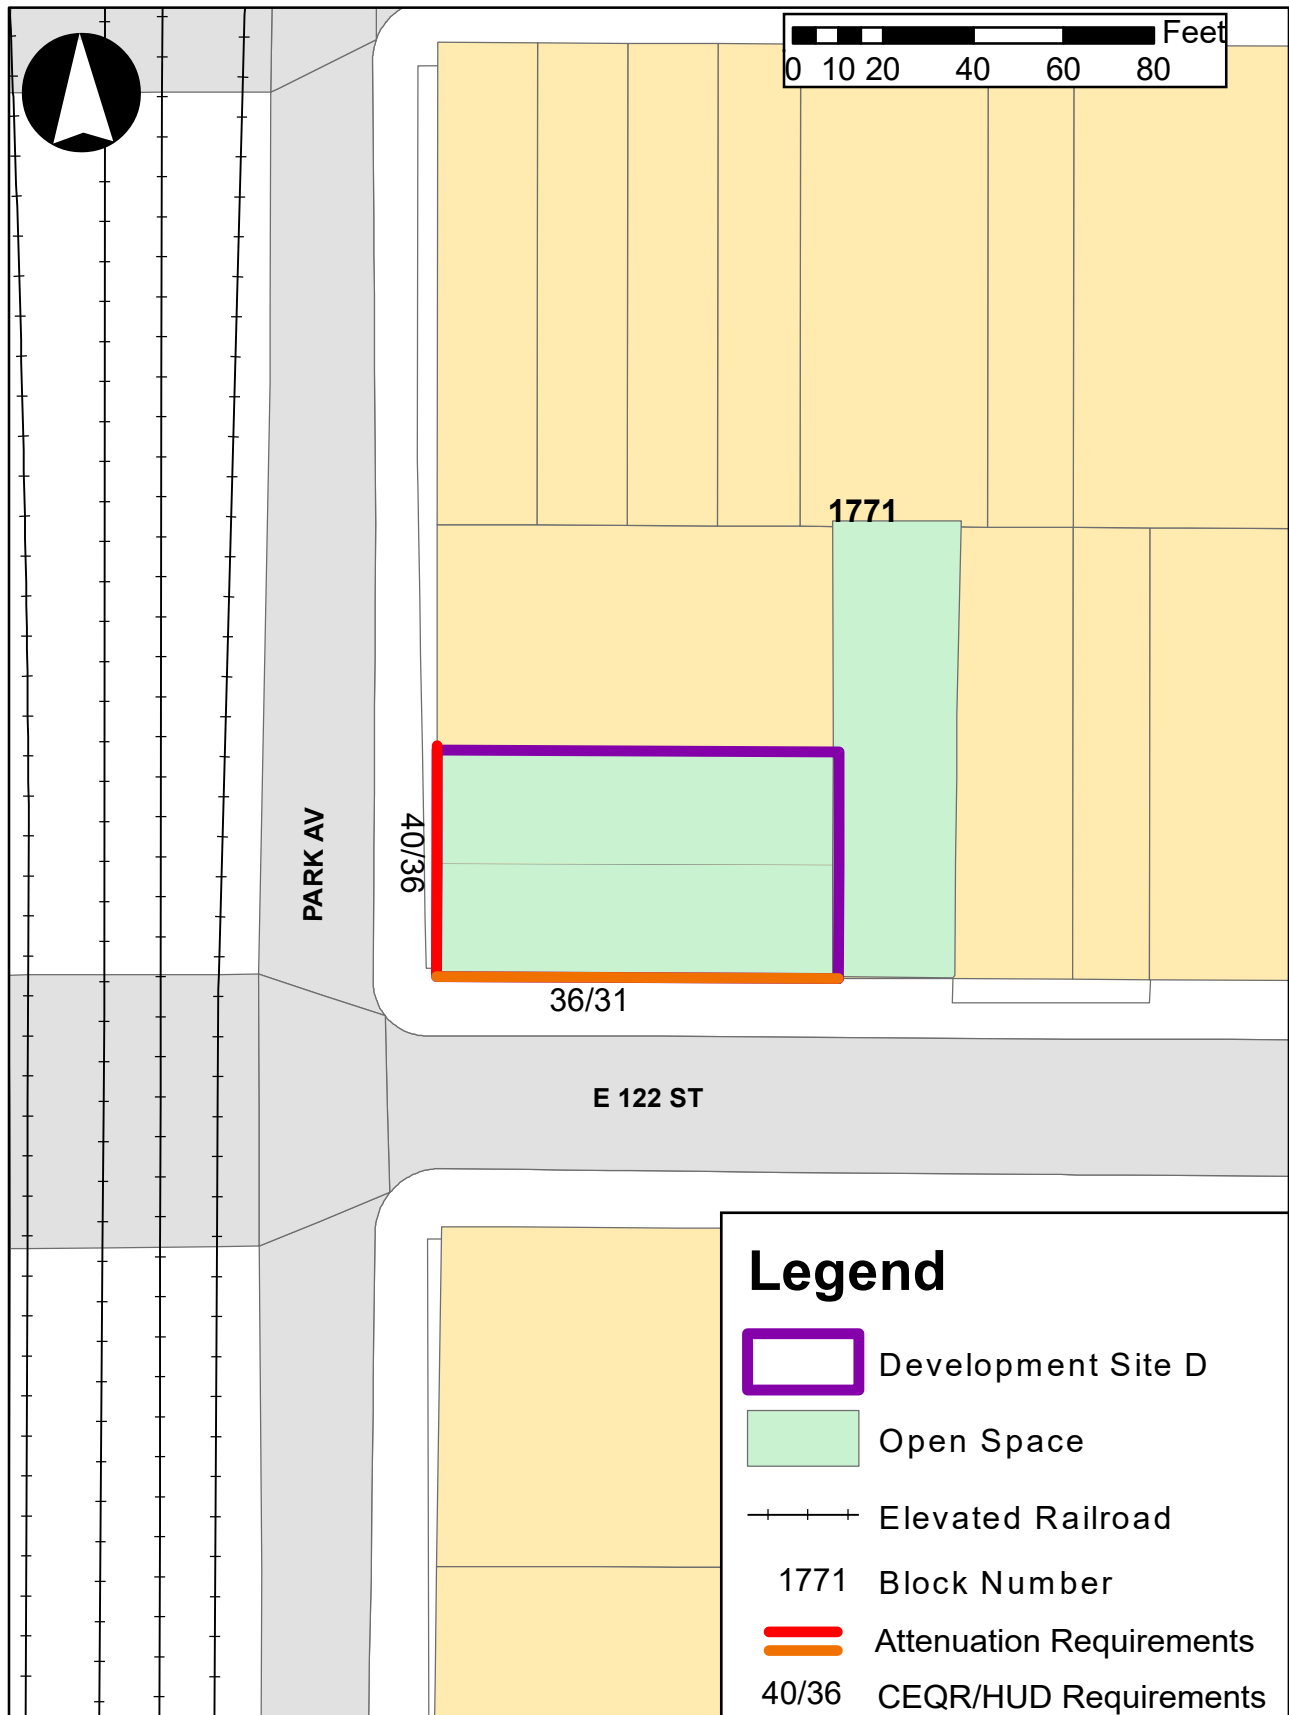 Feet
0 10 20 40 60 80
1771
PARK AV
40/36
36/31
E 122 ST
Legend
Development Site D
Open Space
Elevated Railroad
1771 Block Number
Attenuation Requirements
40/36 CEQR/HUD Requirements